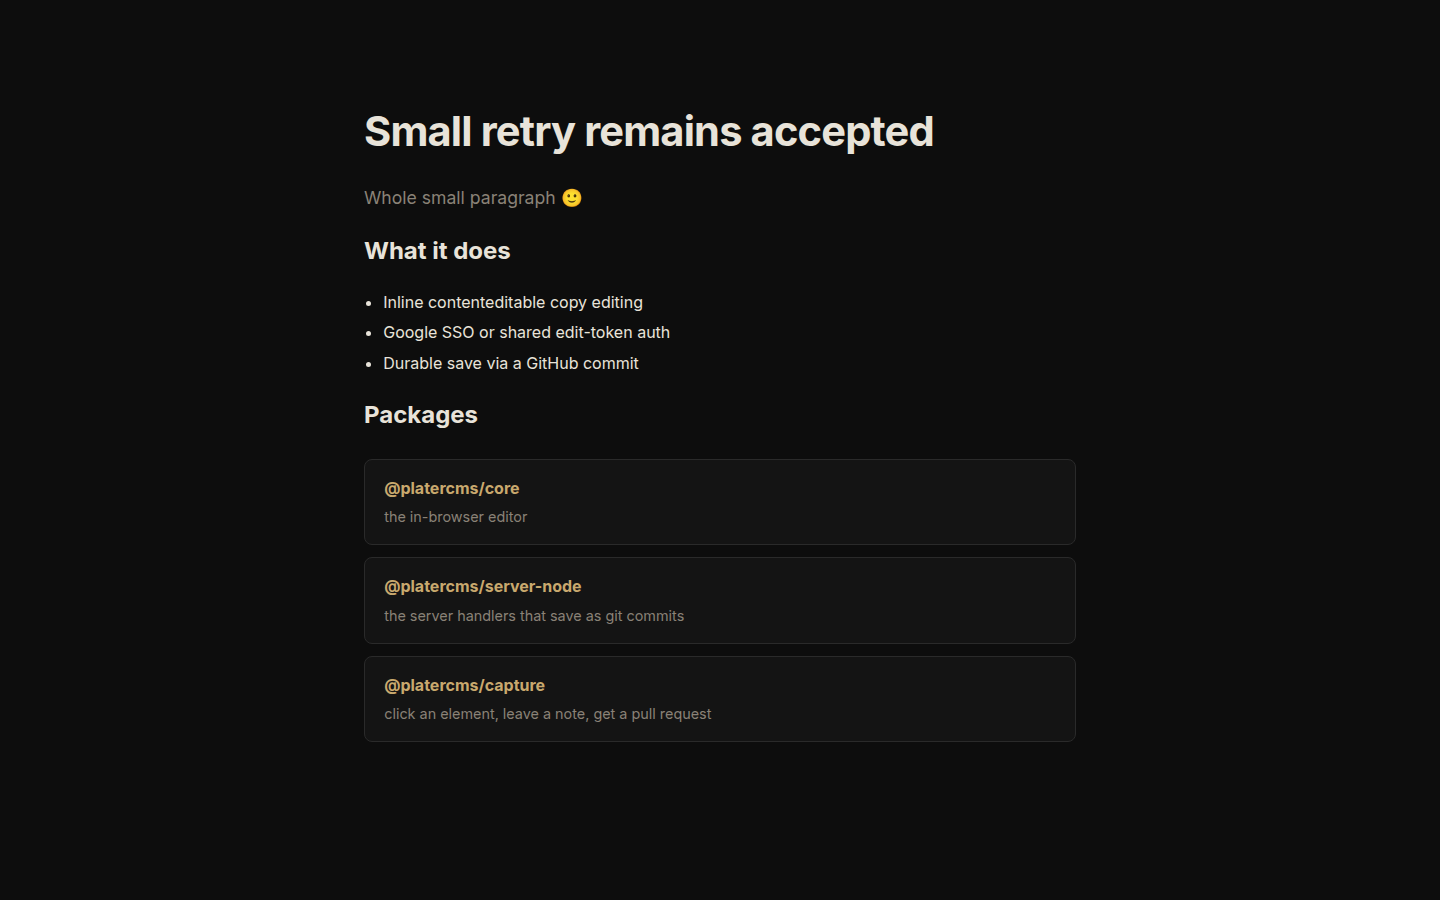 Small retry remains accepted
Whole small paragraph 🙂
What it does
• Inline contenteditable copy editing
• Google SSO or shared edit-token auth
• Durable save via a GitHub commit
Packages
@platercms/core
the in-browser editor
@platercms/server-node
the server handlers that save as git commits
@platercms/capture
click an element, leave a note, get a pull request